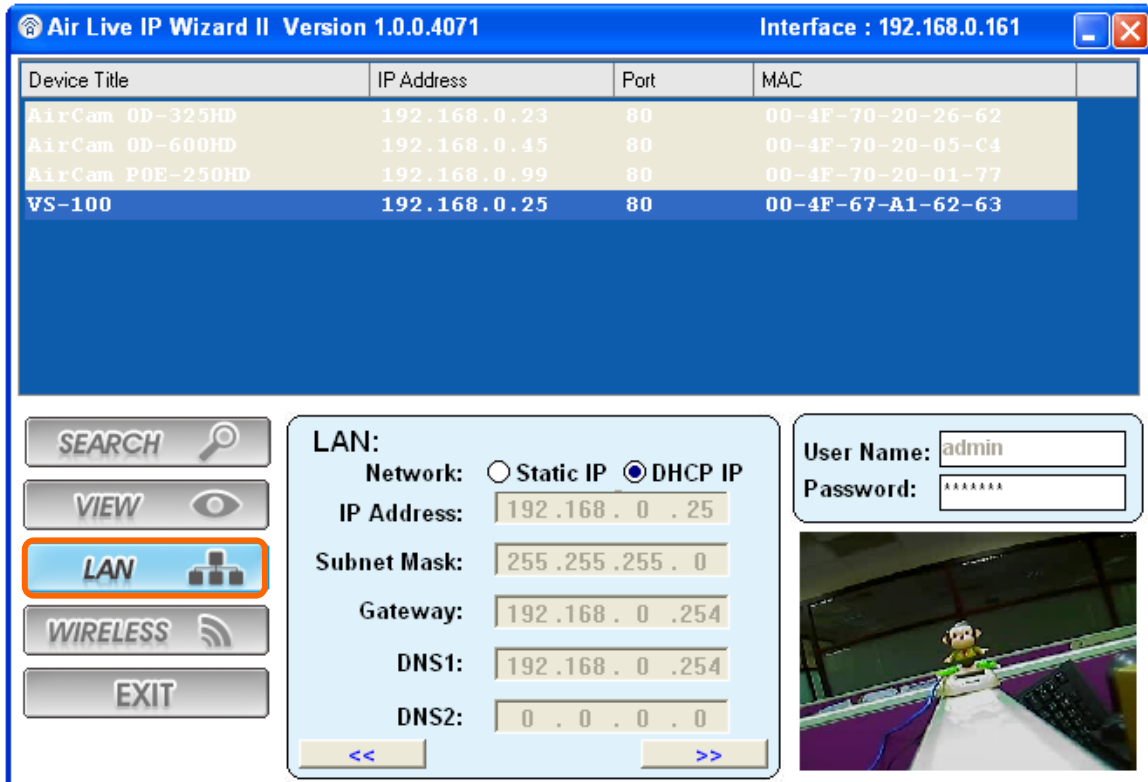 Air Live IP Wizard II Version 1.0.0.4071 Interface : 192.168.0.161
Device Title IP Address Port MAC
AirCam OD-325HD 192.168.0.23 80 00-4F-70-20-26-62
AirCam OD-600HD 192.168.0.45 80 00-4F-70-20-05-C4
AirCam POE-250HD 192.168.0.99 80 00-4F-70-20-01-77
VS-100 192.168.0.25 80 00-4F-67-A1-62-63
SEARCH
VIEW
LAN
WIRELESS
EXIT
LAN:
Network: Static IP DHCP IP
IP Address: 192 .168 . 0 . 25
Subnet Mask: 255 .255 .255 . 0
Gateway: 192 .168 . 0 .254
DNS1: 192 .168 . 0 .254
DNS2: 0 . 0 . 0 . 0
<< >>
User Name: admin
Password: *******